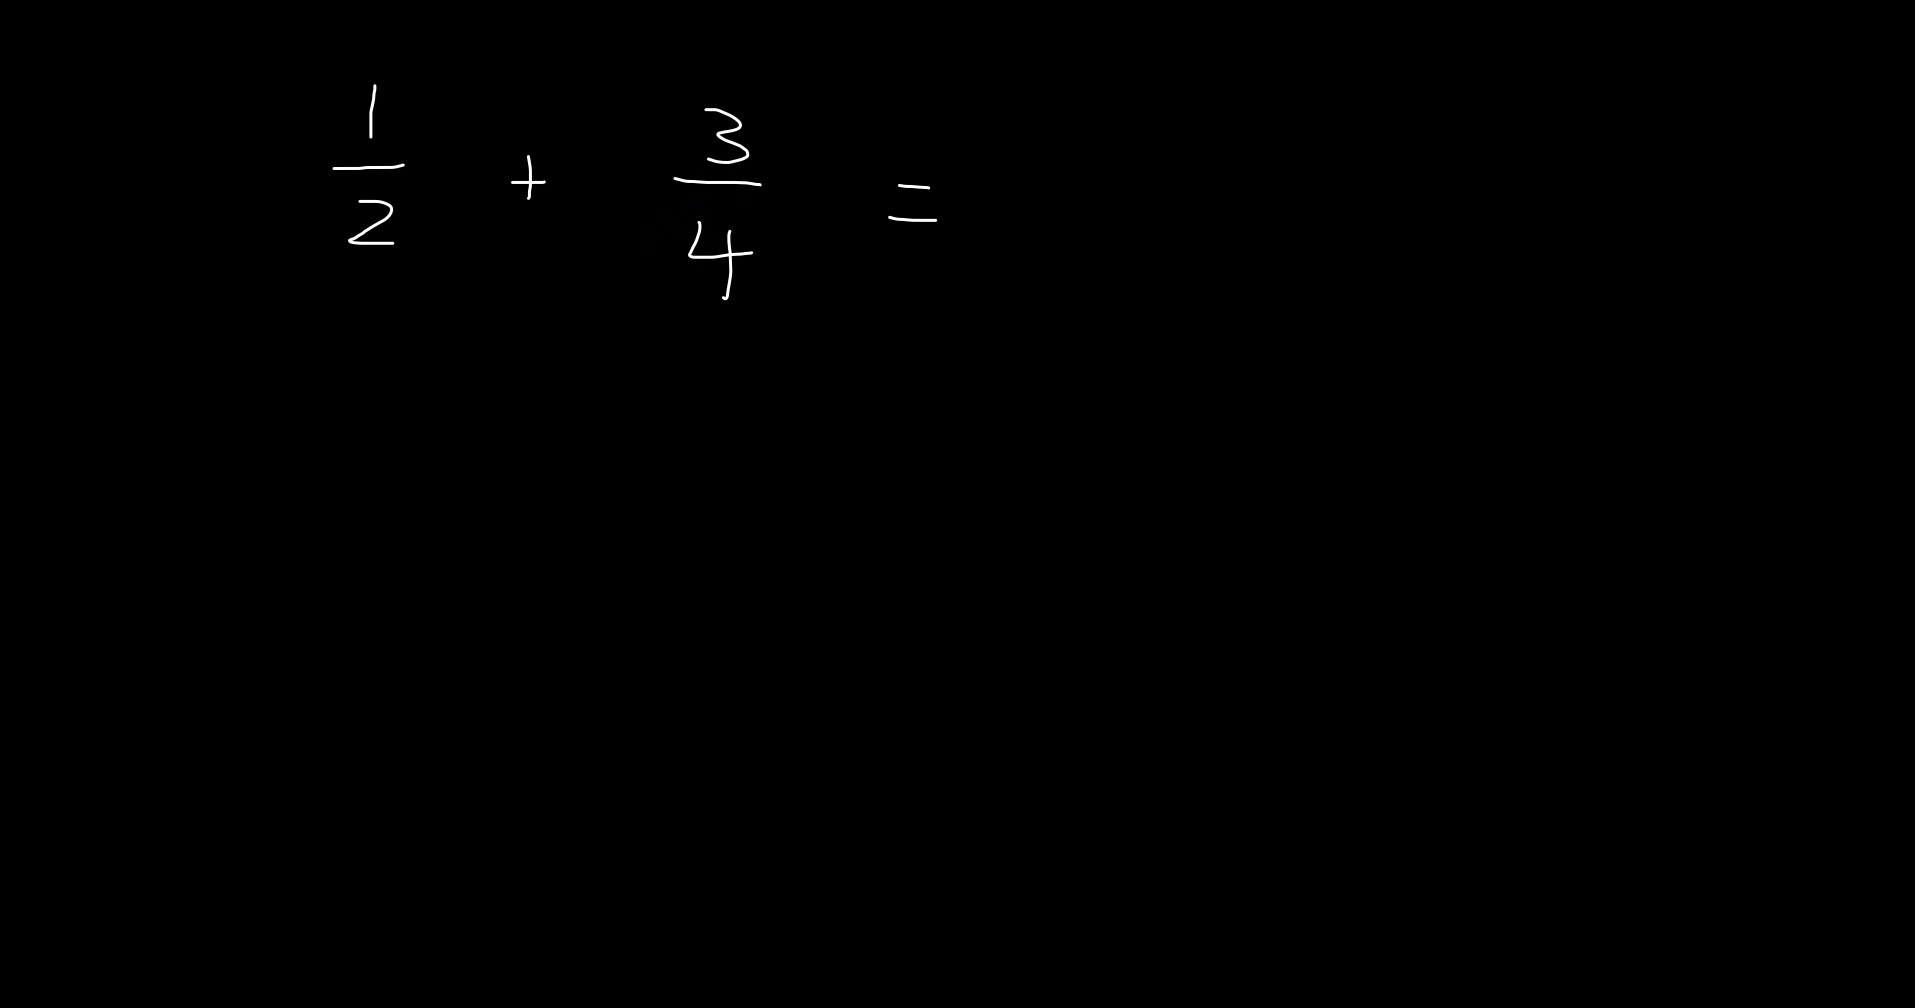 1/2 + 3/4 =